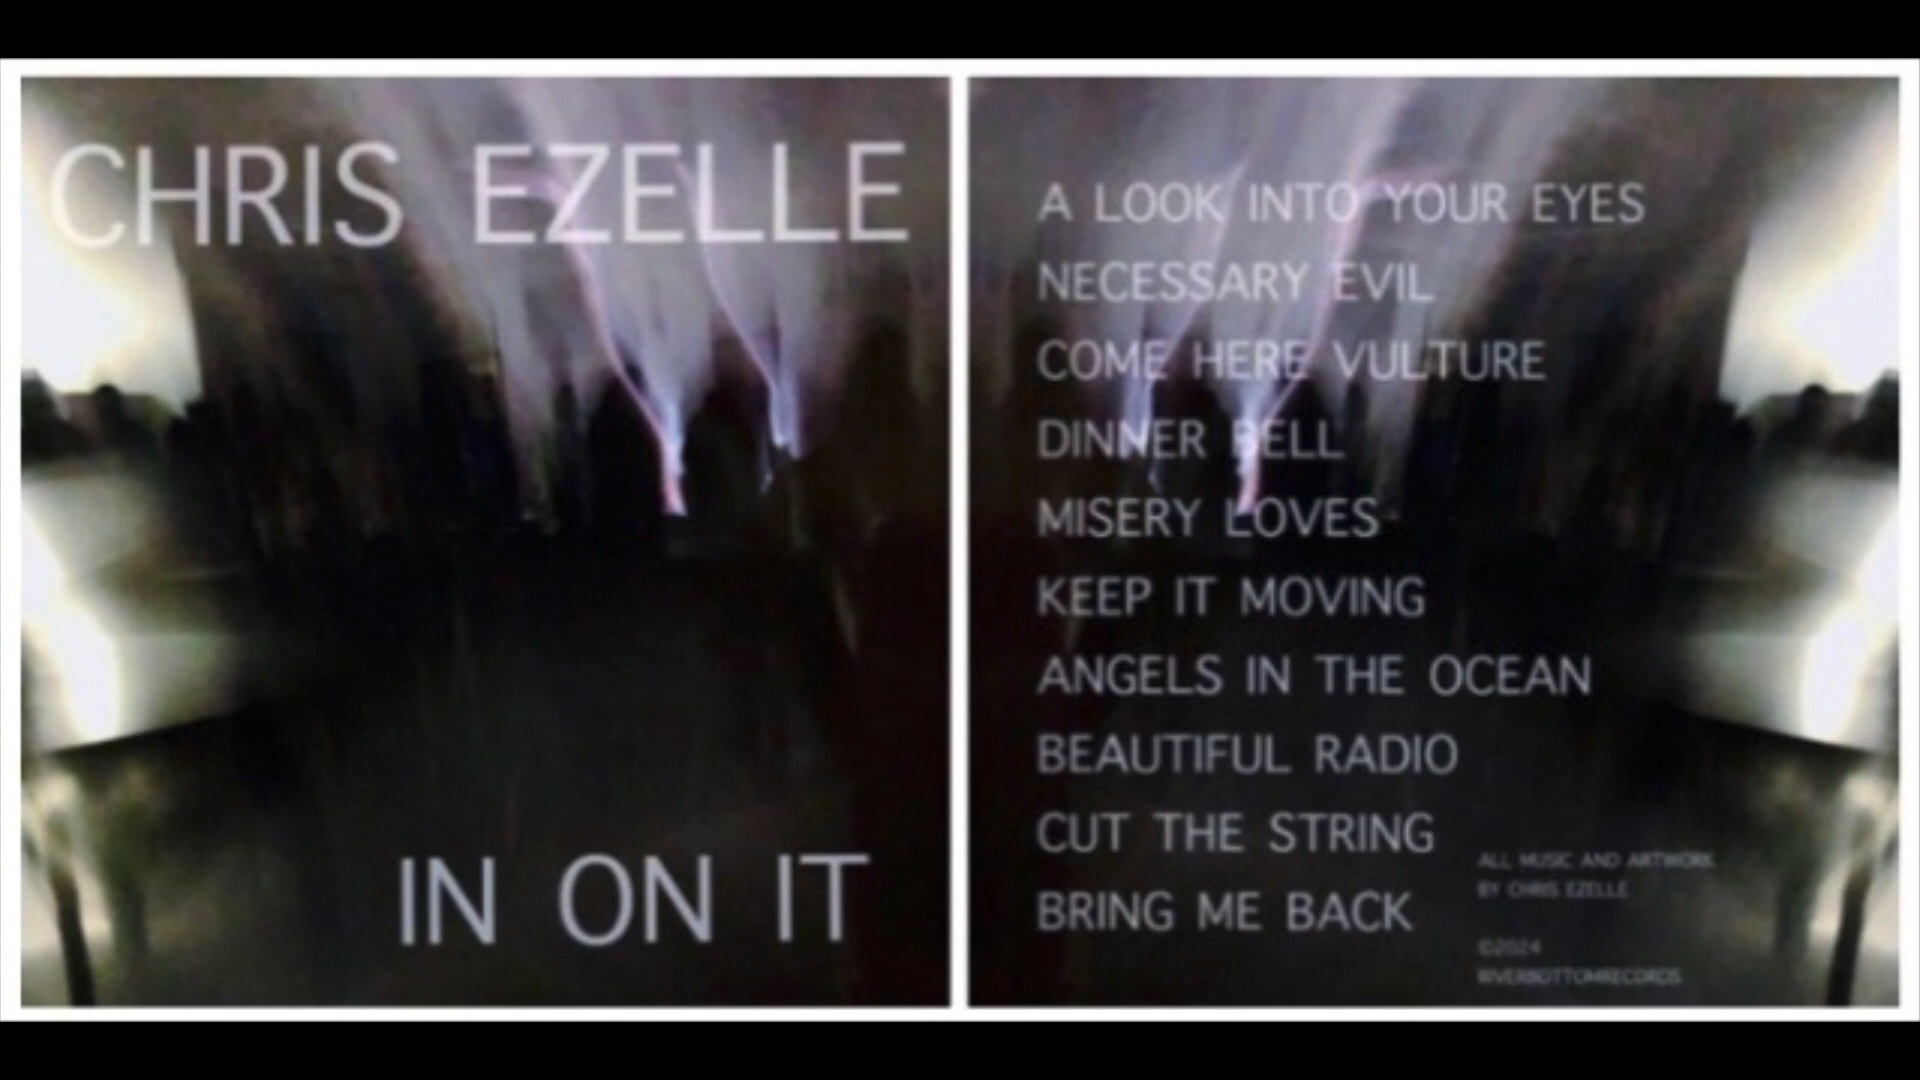 CHRIS EZELLE
IN ON IT
A LOOK INTO YOUR EYES
NECESSARY EVIL
COME HERE VULTURE
DINNER BELL
MISERY LOVES
KEEP IT MOVING
ANGELS IN THE OCEAN
BEAUTIFUL RADIO
CUT THE STRING
BRING ME BACK
ALL MUSIC AND ARTWORK
BY CHRIS EZELLE
©2024
RIVERBOTTOMRECORDS